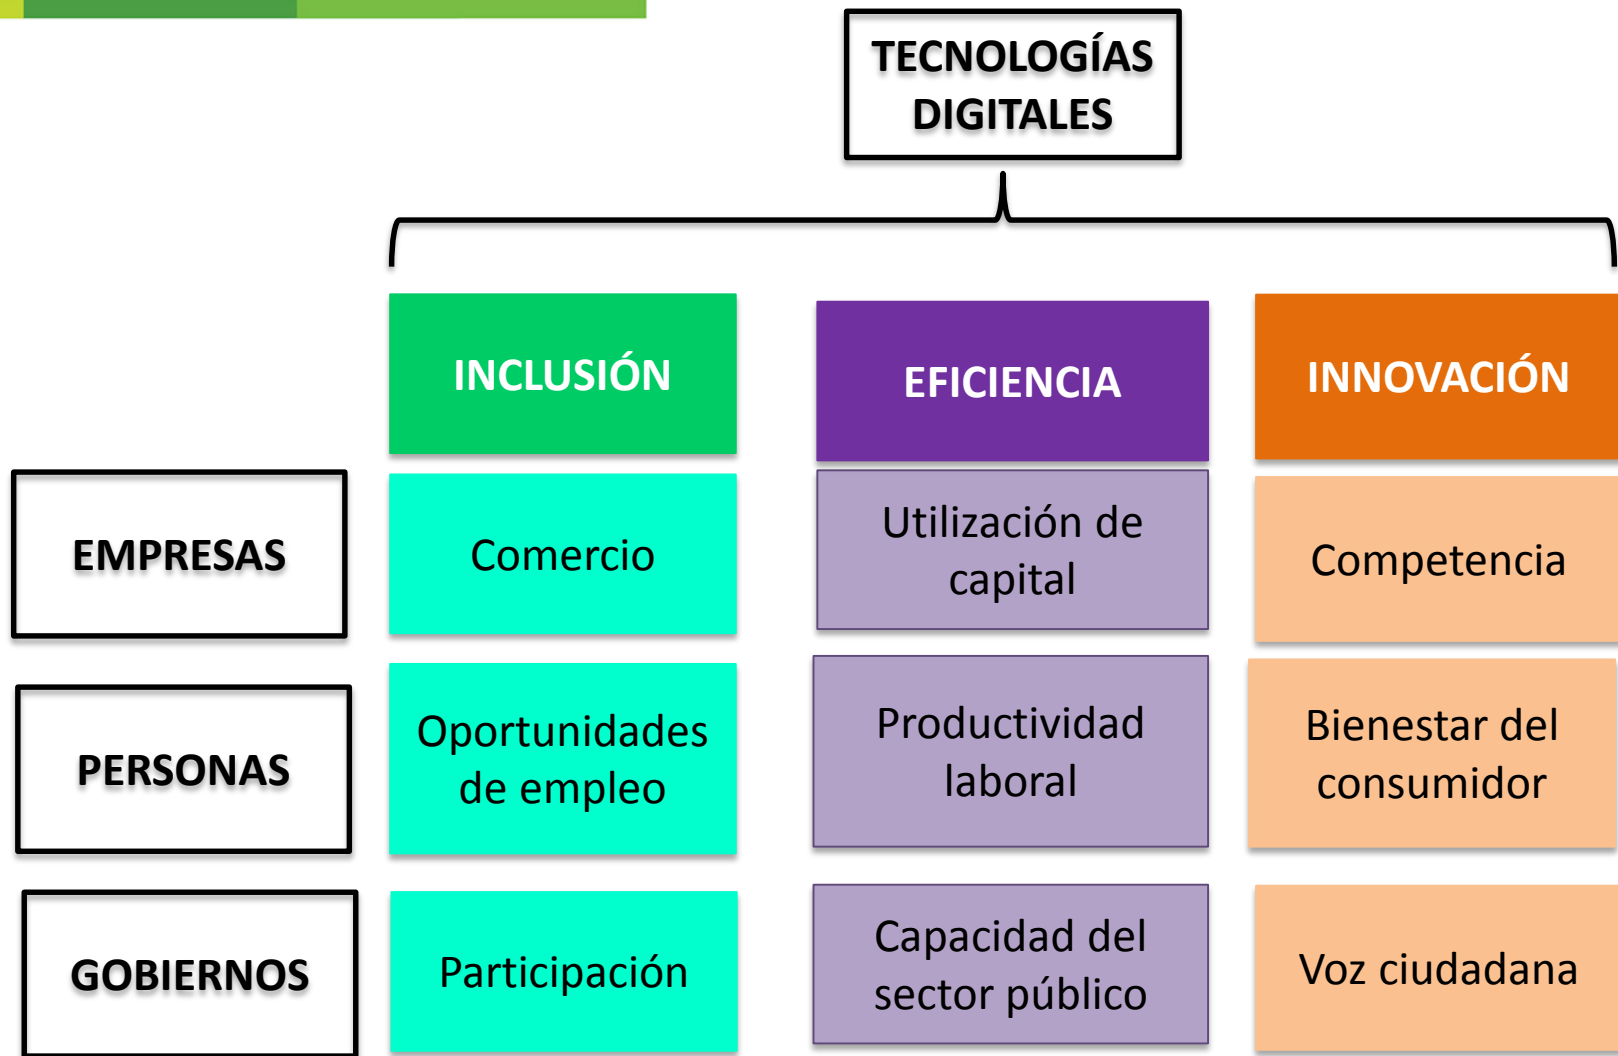 TECNOLOGÍAS
DIGITALES
INCLUSIÓN
EFICIENCIA
INNOVACIÓN
EMPRESAS
Comercio
Utilización de
capital
Competencia
PERSONAS
Oportunidades
de empleo
Productividad
laboral
Bienestar del
consumidor
GOBIERNOS
Participación
Capacidad del
sector público
Voz ciudadana